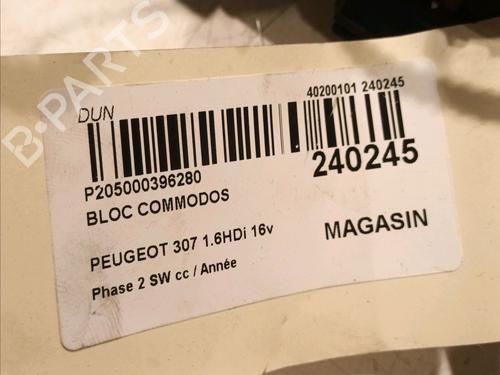 B-PARTS
DUN
40200101 240245
P205000396280
240245
BLOC COMMODOS
PEUGEOT 307 1.6HDi 16v
MAGASIN
Phase 2 SW cc / Année